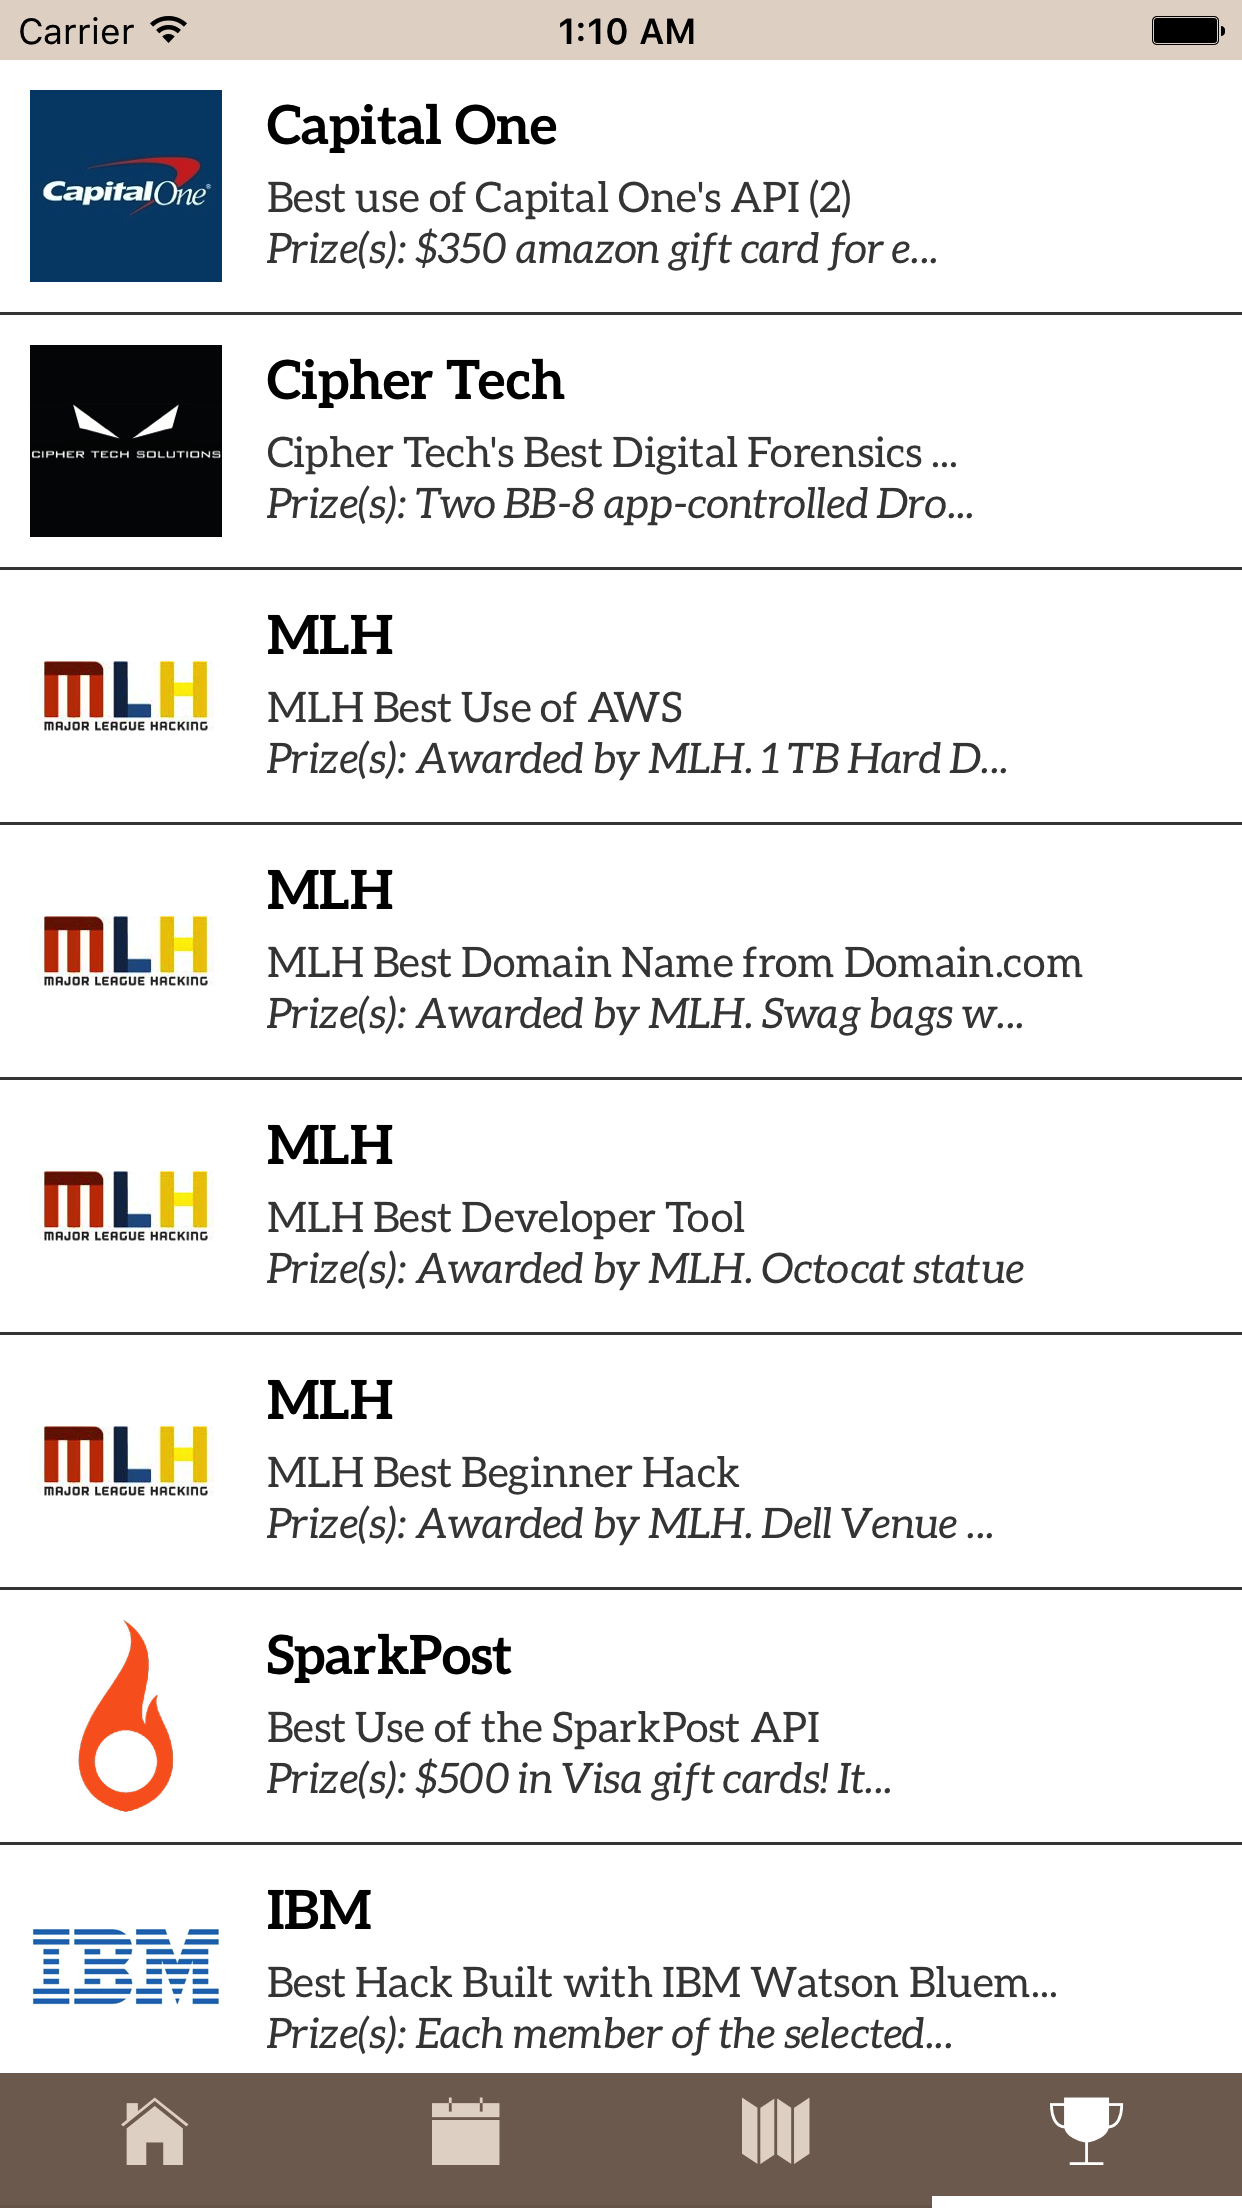 Carrier 1:10 AM
CapitalOne
Capital One
Best use of Capital One's API (2)
Prize(s): $350 amazon gift card for e...
CIPHER TECH SOLUTIONS
Cipher Tech
Cipher Tech's Best Digital Forensics ...
Prize(s): Two BB-8 app-controlled Dro...
MLH
MAJOR LEAGUE HACKING
MLH
MLH Best Use of AWS
Prize(s): Awarded by MLH. 1 TB Hard D...
MLH
MAJOR LEAGUE HACKING
MLH
MLH Best Domain Name from Domain.com
Prize(s): Awarded by MLH. Swag bags w...
MLH
MAJOR LEAGUE HACKING
MLH
MLH Best Developer Tool
Prize(s): Awarded by MLH. Octocat statue
MLH
MAJOR LEAGUE HACKING
MLH
MLH Best Beginner Hack
Prize(s): Awarded by MLH. Dell Venue ...
SparkPost
Best Use of the SparkPost API
Prize(s): $500 in Visa gift cards! It...
IBM
IBM
Best Hack Built with IBM Watson Bluem...
Prize(s): Each member of the selected...